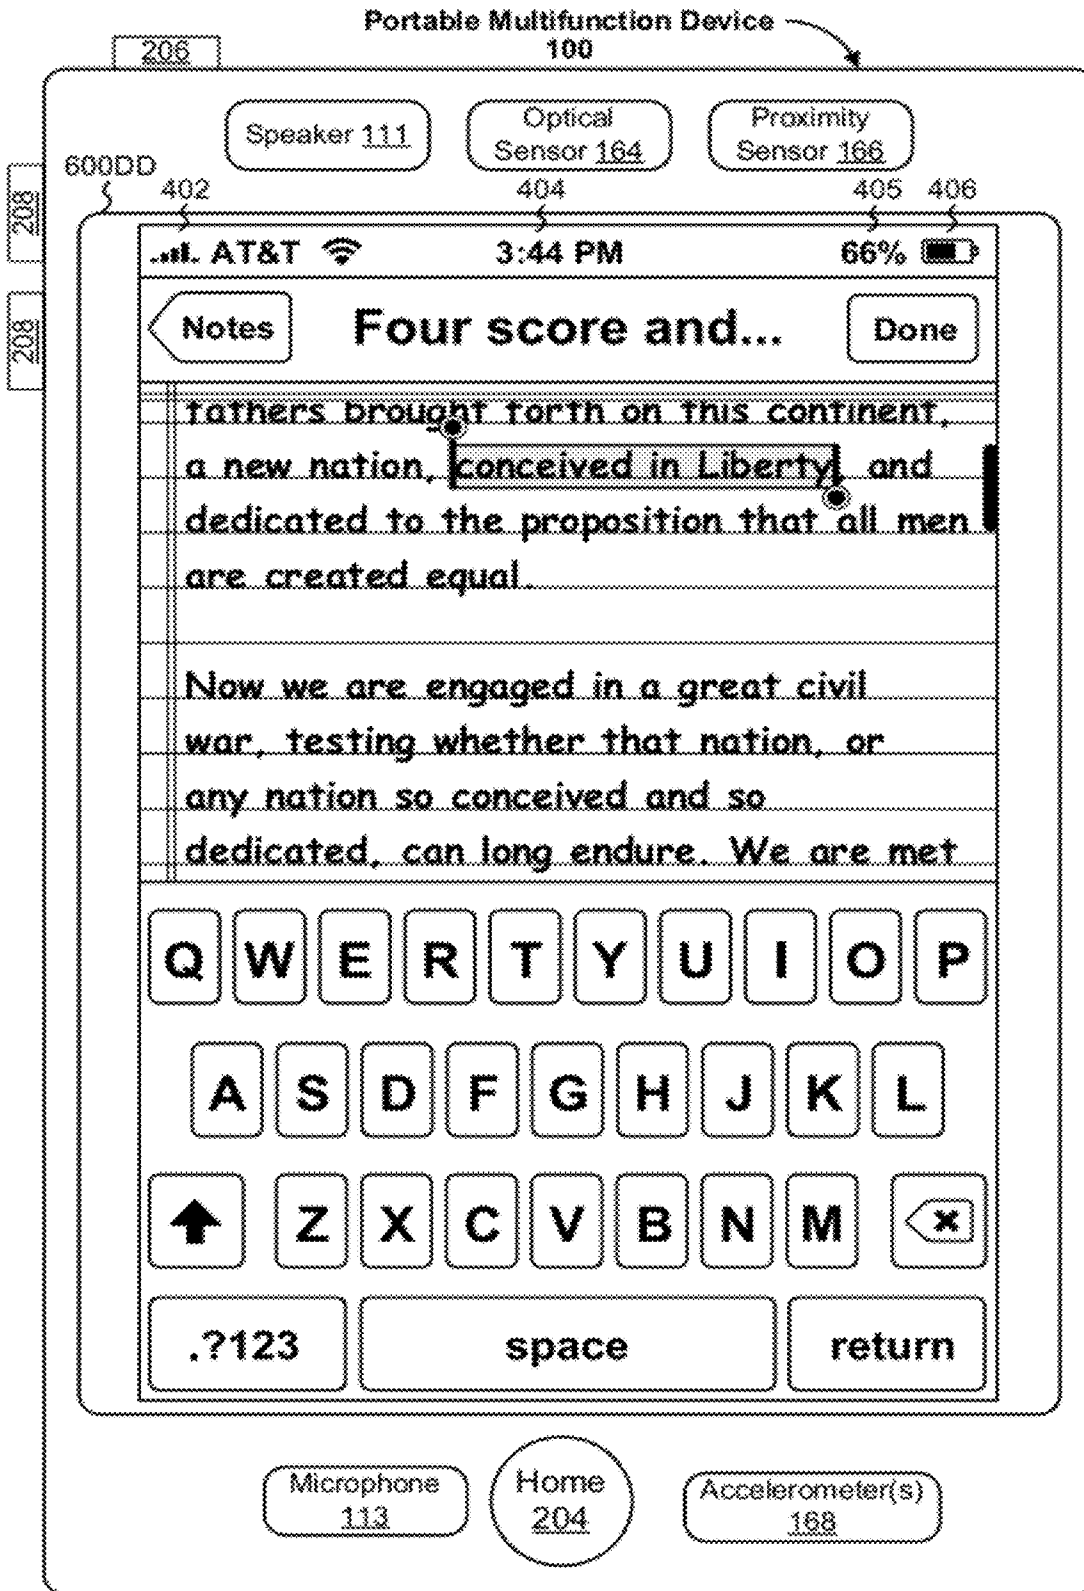 Portable Multifunction Device
100
206
Speaker 111
Optical
Sensor 164
Proximity
Sensor 166
600DD
402
404
405
406
208
208
AT&T
3:44 PM
66%
Notes
Four score and...
Done
fathers brought forth on this continent,
a new nation, conceived in Liberty, and
dedicated to the proposition that all men
are created equal.
Now we are engaged in a great civil
war, testing whether that nation, or
any nation so conceived and so
dedicated, can long endure. We are met
Q W E R T Y U I O P
A S D F G H J K L
Z X C V B N M
.?123
space
return
Microphone
113
Home
204
Accelerometer(s)
168